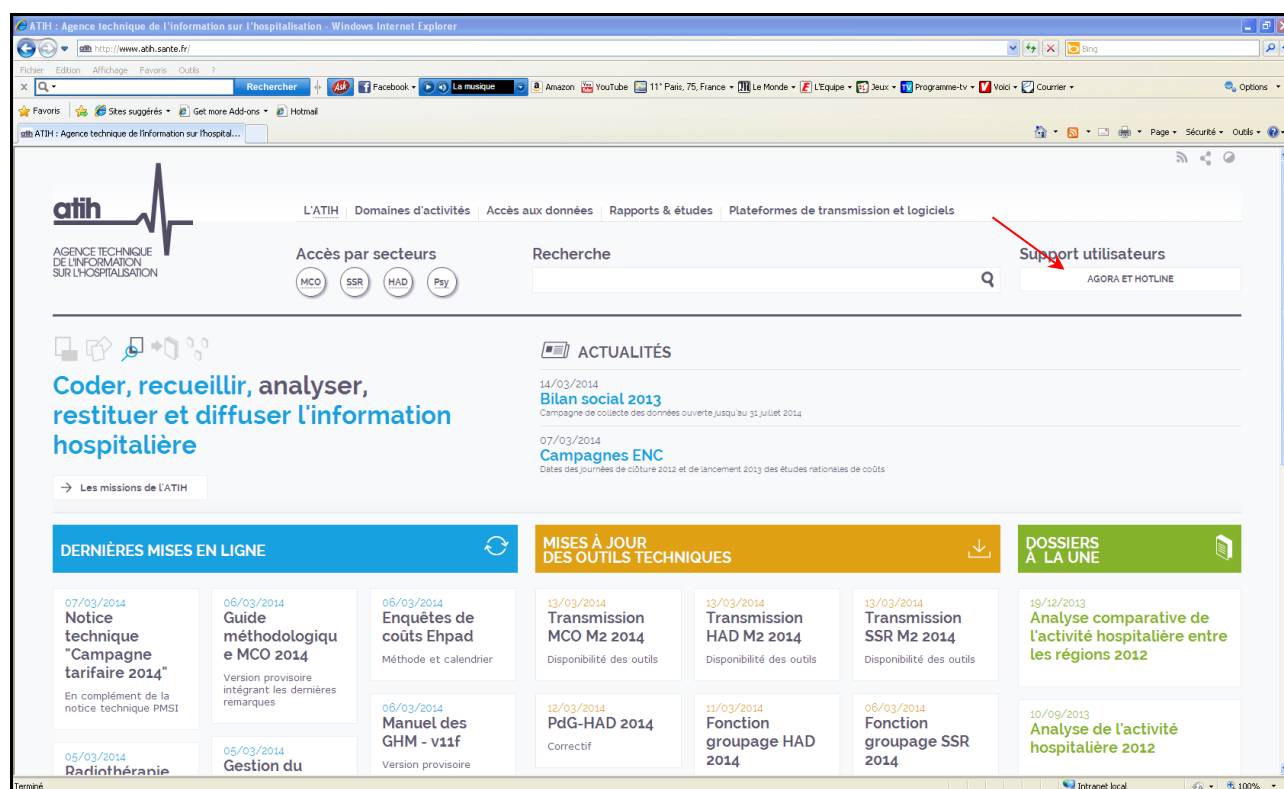 ATIH : Agence technique de l'information sur l'hospitalisation - Windows Internet Explorer
http://www.atih.sante.fr/
Bing
Fichier Edition Affichage Favoris Outils ?
Rechercher Ask Facebook La musique Amazon YouTube 11° Paris, 75, France Le Monde L'Equipe Jeux Programme-tv Voici Courrier Options
Favoris Sites suggérés Get more Add-ons Hotmail
ATIH : Agence technique de l'information sur l'hospital...
Page Sécurité Outils
atih
AGENCE TECHNIQUE
DE L'INFORMATION
SUR L'HOSPITALISATION
L'ATIH Domaines d'activités Accès aux données Rapports & études Plateformes de transmission et logiciels
Accès par secteurs
MCO SSR HAD Psy
Recherche
Support utilisateurs
AGORA ET HOTLINE
Coder, recueillir, analyser,
restituer et diffuser l'information
hospitalière
→ Les missions de l'ATIH
ACTUALITÉS
14/03/2014
Bilan social 2013
Campagne de collecte des données ouverte jusqu'au 31 juillet 2014
07/03/2014
Campagnes ENC
Dates des journées de clôture 2012 et de lancement 2013 des études nationales de coûts
DERNIÈRES MISES EN LIGNE
07/03/2014
Notice
technique
"Campagne
tarifaire 2014"
En complément de la
notice technique PMSI
05/03/2014
Radiothérapie
06/03/2014
Guide
méthodologiqu
e MCO 2014
Version provisoire
intégrant les dernières
remarques
05/03/2014
Gestion du
06/03/2014
Enquêtes de
coûts Ehpad
Méthode et calendrier
06/03/2014
Manuel des
GHM - v11f
Version provisoire
MISES À JOUR
DES OUTILS TECHNIQUES
13/03/2014
Transmission
MCO M2 2014
Disponibilité des outils
12/03/2014
PdG-HAD 2014
Correctif
13/03/2014
Transmission
HAD M2 2014
Disponibilité des outils
11/03/2014
Fonction
groupage HAD
2014
13/03/2014
Transmission
SSR M2 2014
Disponibilité des outils
06/03/2014
Fonction
groupage SSR
2014
DOSSIERS
À LA UNE
19/12/2013
Analyse comparative de
l'activité hospitalière entre
les régions 2012
10/09/2013
Analyse de l'activité
hospitalière 2012
Terminé
Intranet local
100%